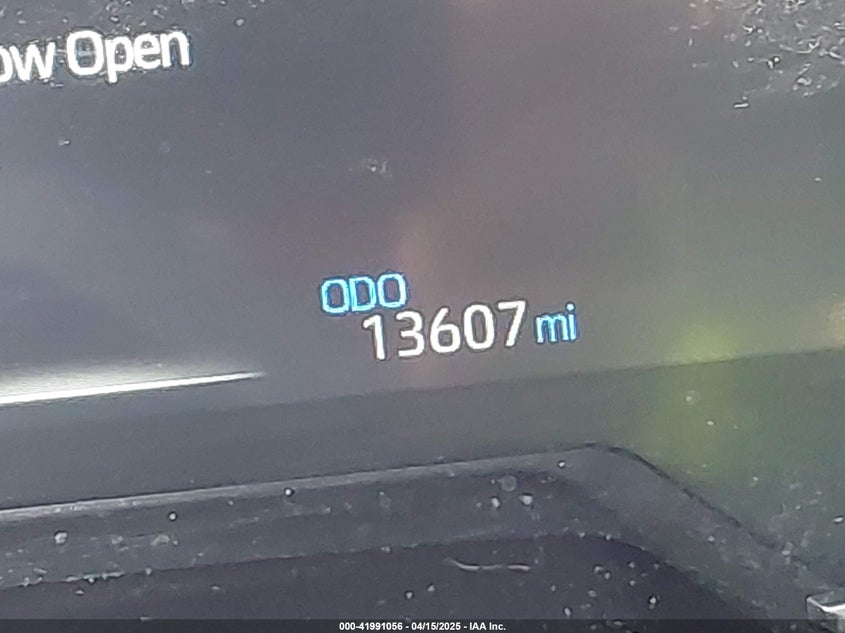 ow Open
ODO
13607 mi
000-41991056 - 04/15/2025 - IAA Inc.